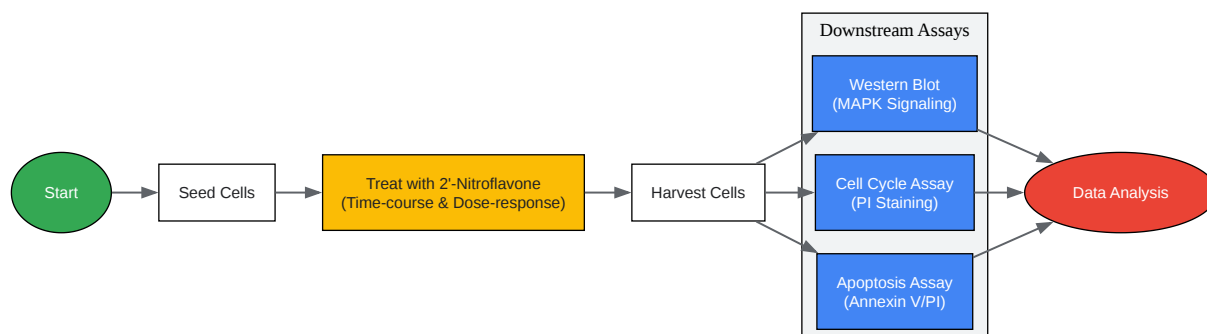 Start
Seed Cells
Treat with 2'-Nitroflavone
(Time-course & Dose-response)
Harvest Cells
Downstream Assays
Western Blot
(MAPK Signaling)
Cell Cycle Assay
(PI Staining)
Apoptosis Assay
(Annexin V/PI)
Data Analysis